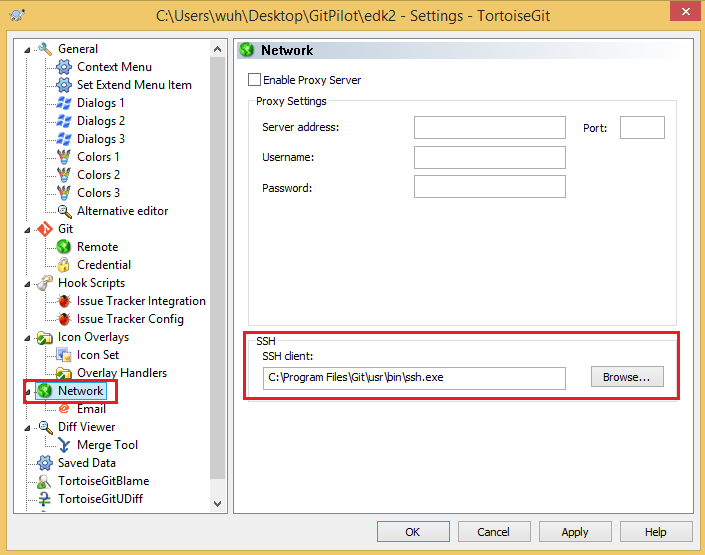 C:\Users\wuh\Desktop\GitPilot\edk2 - Settings - TortoiseGit
General
Context Menu
Set Extend Menu Item
Dialogs 1
Dialogs 2
Dialogs 3
Colors 1
Colors 2
Colors 3
Alternative editor
Git
Remote
Credential
Hook Scripts
Issue Tracker Integration
Issue Tracker Config
Icon Overlays
Icon Set
Overlay Handlers
Network
Email
Diff Viewer
Merge Tool
Saved Data
TortoiseGitBlame
TortoiseGitUDiff
Network
Enable Proxy Server
Proxy Settings
Server address:
Port:
Username:
Password:
SSH
SSH client:
C:\Program Files\Git\usr\bin\ssh.exe
Browse...
OK
Cancel
Apply
Help